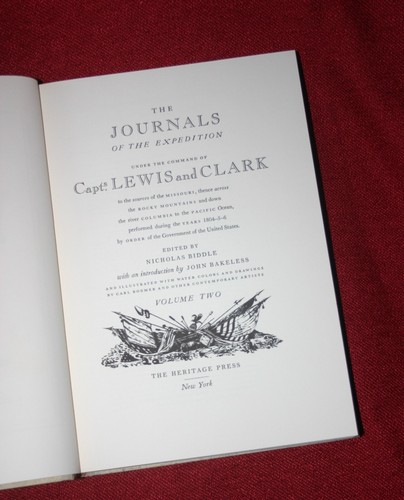 THE
JOURNALS
OF THE EXPEDITION
UNDER THE COMMAND OF
Capts. LEWIS and CLARK
to the sources of the MISSOURI, thence across
the ROCKY MOUNTAINS and down
the river COLUMBIA to the PACIFIC Ocean,
performed during the YEARS 1804-5-6
by ORDER of the Government of the United States.
EDITED BY
NICHOLAS BIDDLE
with an introduction by JOHN BAKELESS
AND ILLUSTRATED WITH WATER COLORS AND DRAWINGS
BY CARL BODMER AND OTHER CONTEMPORARY ARTISTS
VOLUME TWO
THE HERITAGE PRESS
New York